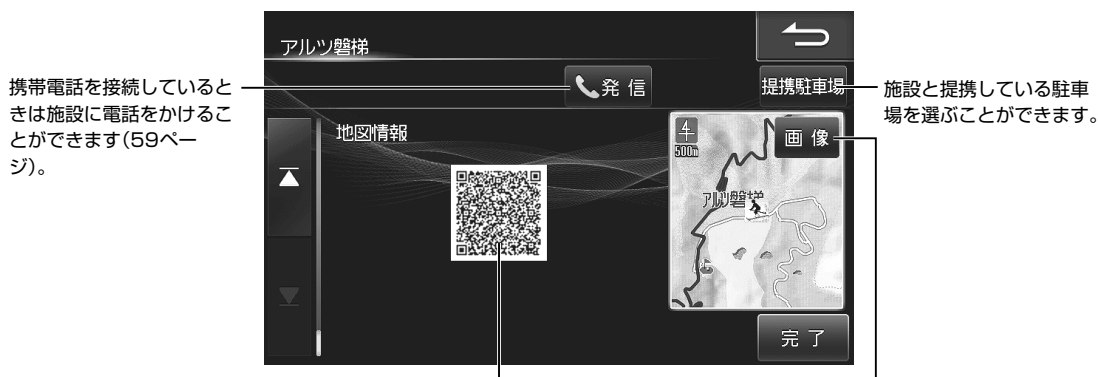 アルツ磐梯
携帯電話を接続していると
きは施設に電話をかけるこ
とができます(59ペー
ジ)。
発 信
提携駐車場
施設と提携している駐車
場を選ぶことができます。
地図情報
4
500m
画 像
アルツ磐梯
完 了